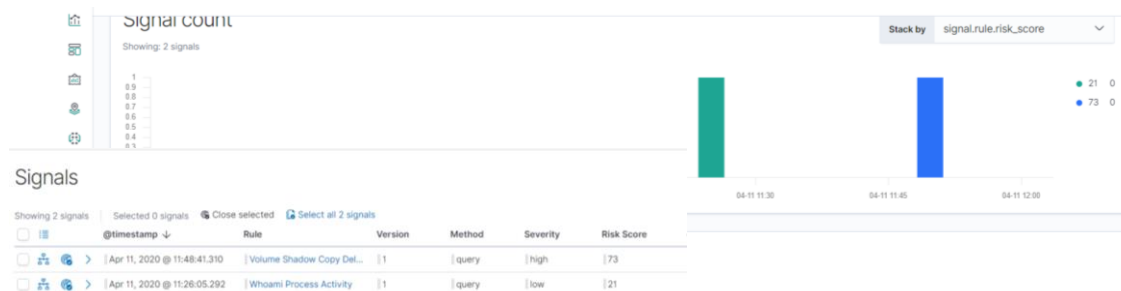 Signal count
Showing: 2 signals
Stack by signal.rule.risk_score
1
0.9
0.8
0.7
0.6
0.5
0.4
0.3
21 0
73 0
04-11 11:30 04-11 11:45 04-11 12:00
Signals
Showing 2 signals Selected 0 signals Close selected Select all 2 signals
@timestamp Rule Version Method Severity Risk Score
Apr 11, 2020 @ 11:48:41.310 Volume Shadow Copy Del... 1 query high 73
Apr 11, 2020 @ 11:26:05.292 Whoami Process Activity 1 query low 21